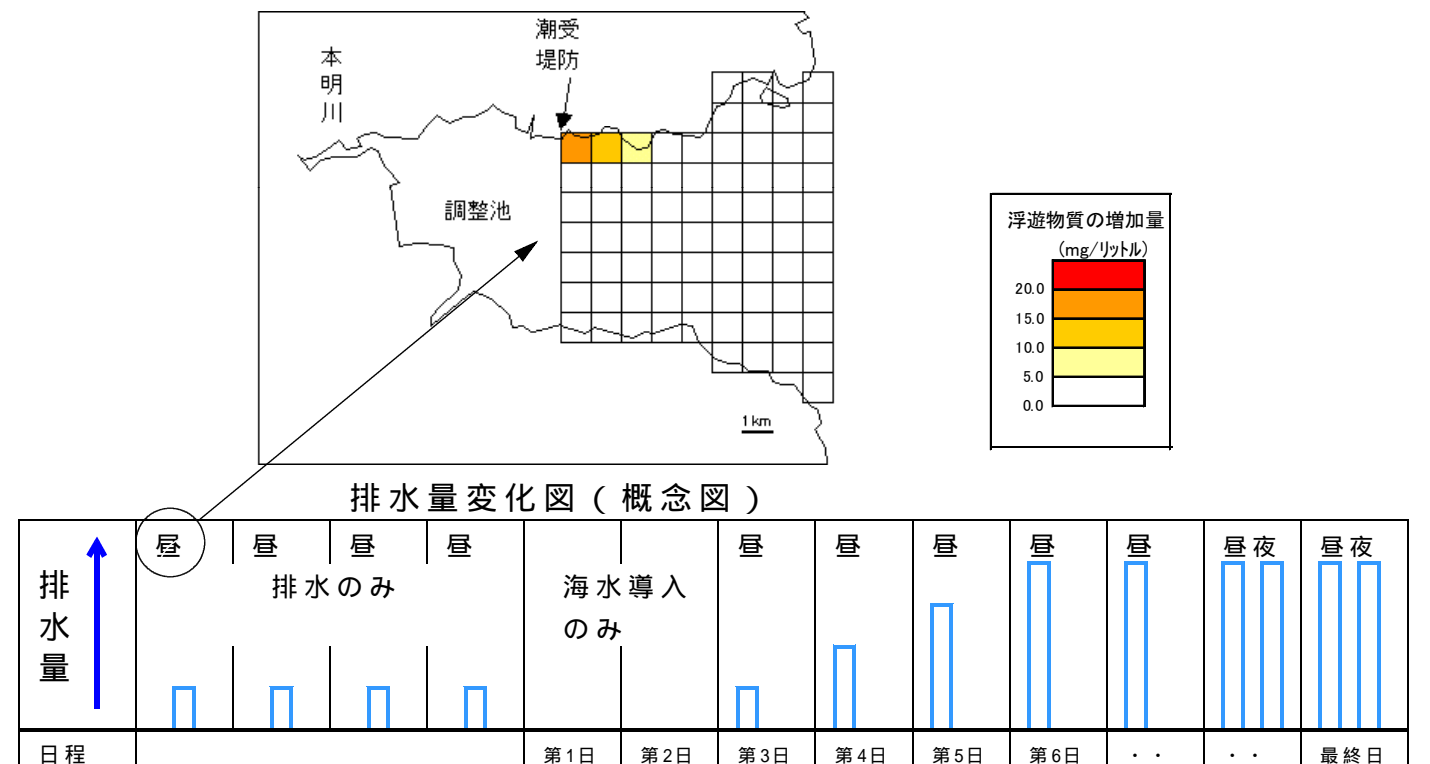 潮受
堤防
本明川
調整池
1km
浮遊物質の増加量
(mg/リットル)
20.0
15.0
10.0
5.0
0.0
排水量変化図(概念図)
排水量
昼 昼 昼 昼 昼 昼 昼 昼 昼 昼夜 昼夜
排水のみ
海水導入
のみ
日程 第1日 第2日 第3日 第4日 第5日 第6日 ・・ ・・ 最終日